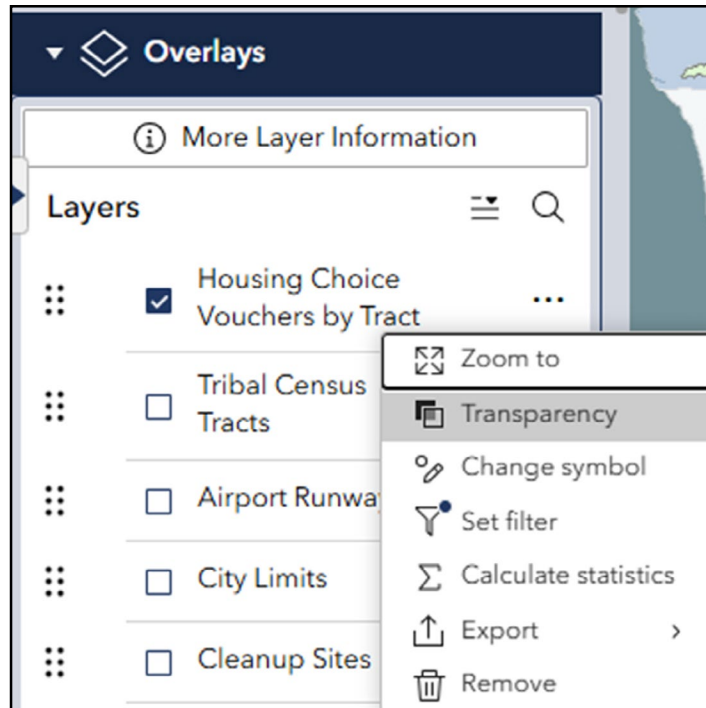 Overlays
More Layer Information
Layers
Housing Choice
Vouchers by Tract
Zoom to
Tribal Census
Tracts
Transparency
Change symbol
Airport Runwa
Set filter
City Limits
Calculate statistics
Export
Cleanup Sites
Remove